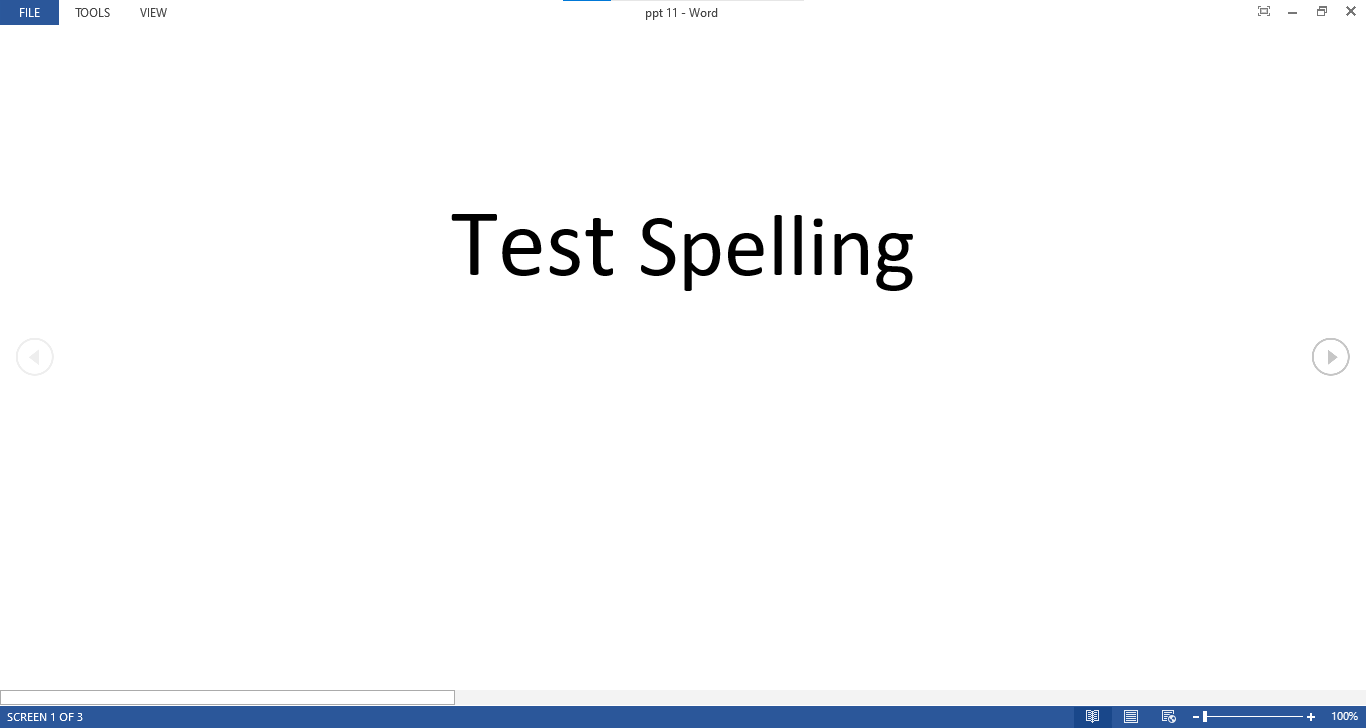 FILE TOOLS VIEW ppt 11 - Word
Test Spelling
SCREEN 1 OF 3 100%